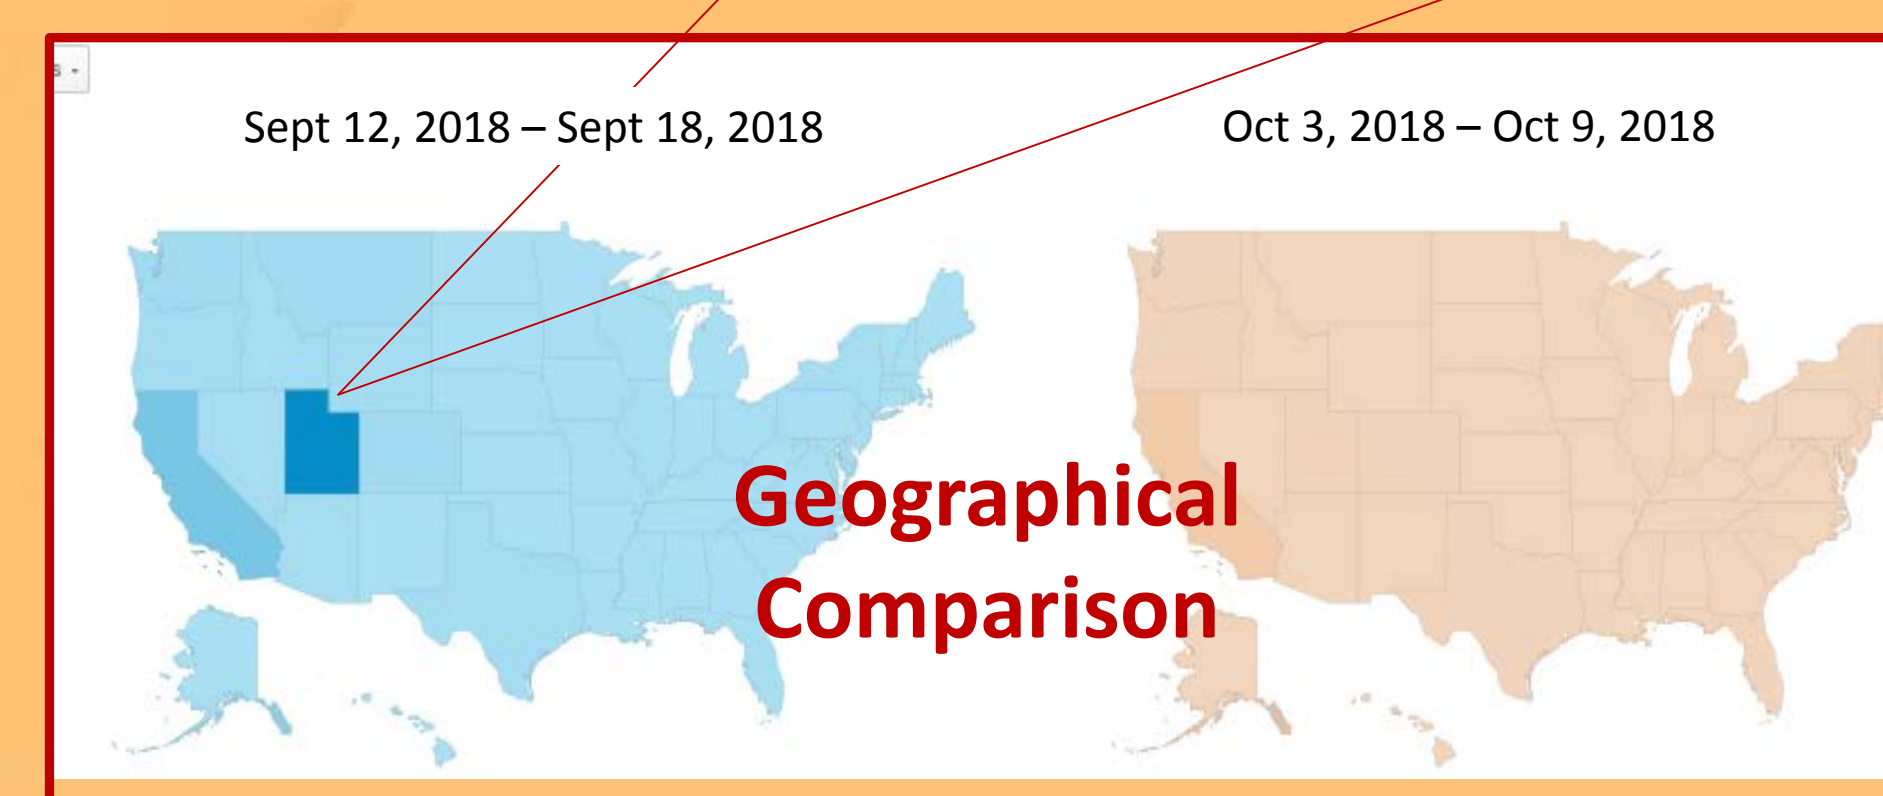 s
Sept 12, 2018 – Sept 18, 2018
Oct 3, 2018 – Oct 9, 2018
Geographical
Comparison